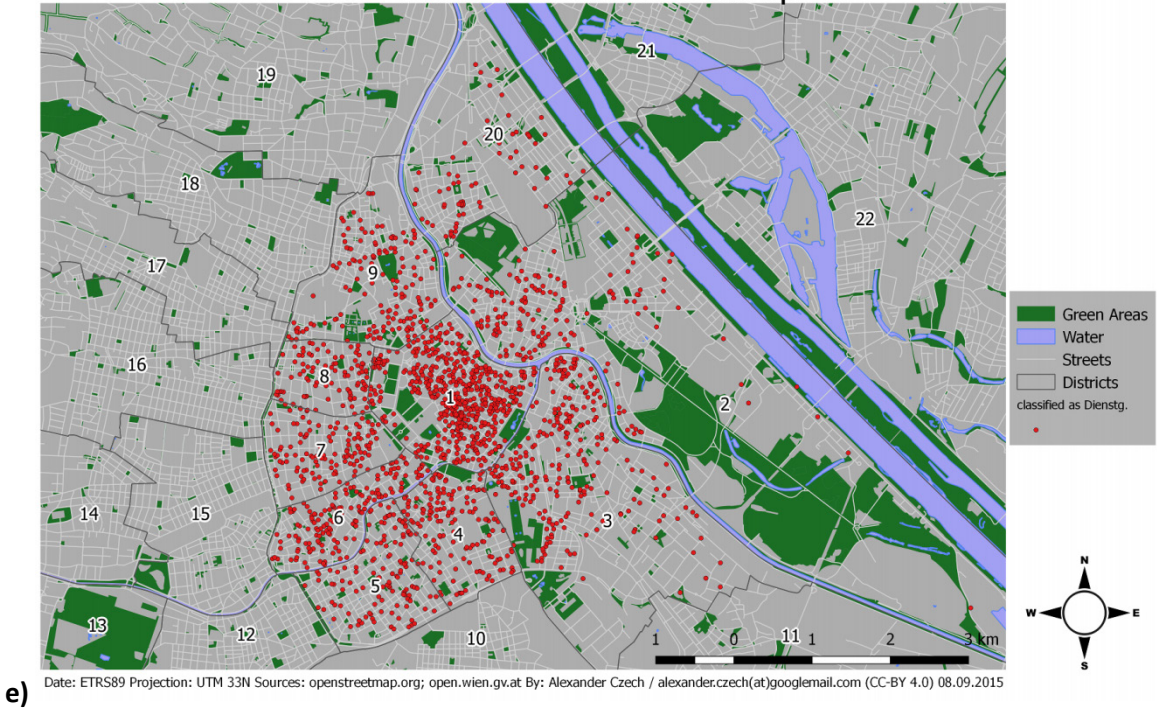 21
19
20
18
22
17
9
16
8
1
2
7
14
15
6
4
3
5
13
12
10
11
1 0 1 2 3 km
Green Areas
Water
Streets
Districts
classified as Dienstg.
N
W E
S
e) Date: ETRS89 Projection: UTM 33N Sources: openstreetmap.org; open.wien.gv.at By: Alexander Czech / alexander.czech(at)googlemail.com (CC-BY 4.0) 08.09.2015